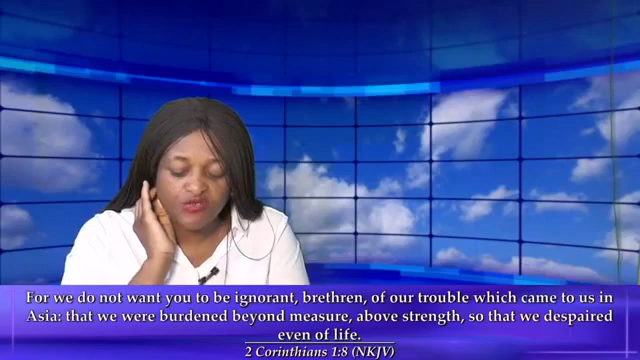 For we do not want you to be ignorant, brethren, of our trouble which came to us in
Asia: that we were burdened beyond measure, above strength, so that we despaired
even of life.
2 Corinthians 1:8 (NKJV)